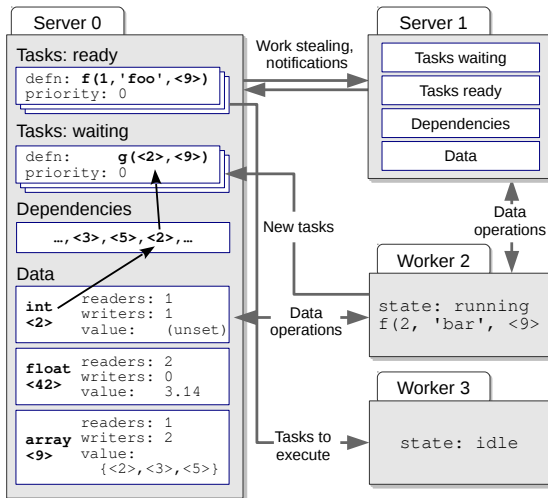 Server 0
Tasks: ready
defn: f(1,'foo',<9>)
priority: 0
Tasks: waiting
defn: g(<2>,<9>)
priority: 0
Dependencies
…,<3>,<5>,<2>,…
Data
int
<2>
readers: 1
writers: 1
value: (unset)
float
<42>
readers: 2
writers: 0
value: 3.14
array
<9>
readers: 1
writers: 2
value:
{<2>,<3>,<5>}
Work stealing,
notifications
New tasks
Data
operations
Tasks to
execute
Server 1
Tasks waiting
Tasks ready
Dependencies
Data
Data
operations
Worker 2
state: running
f(2, 'bar', <9>
Worker 3
state: idle